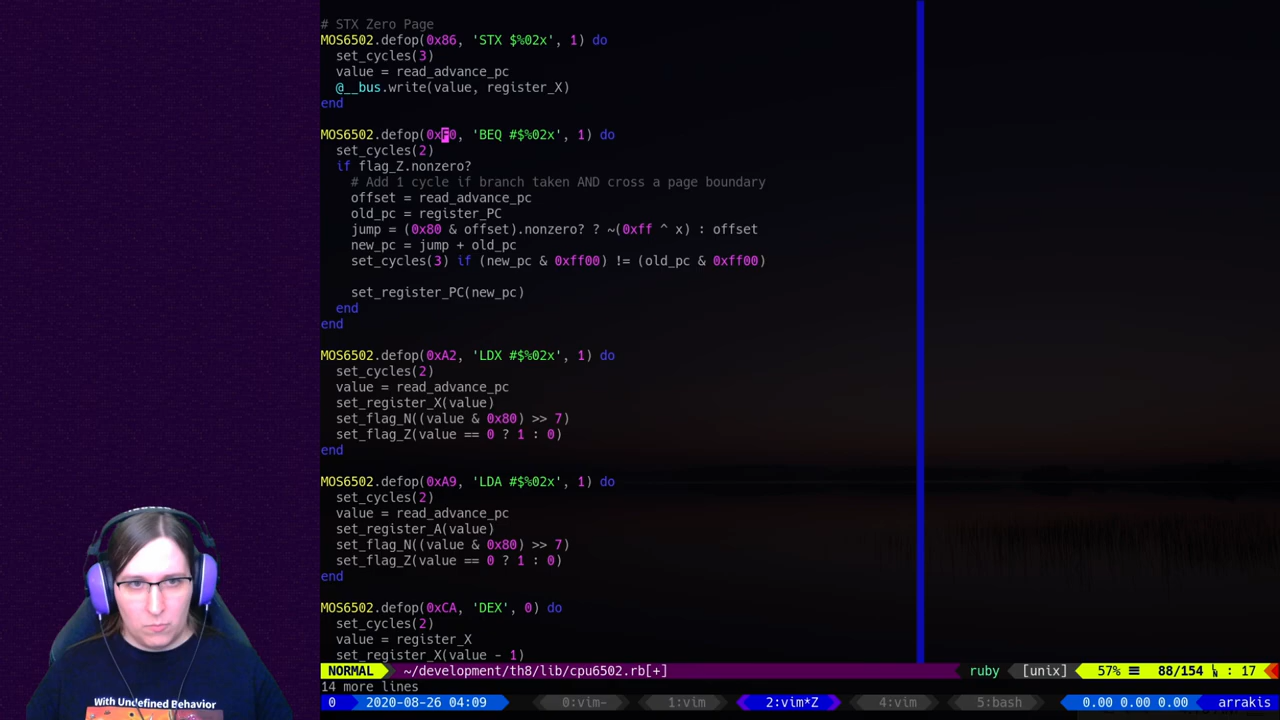 # STX Zero Page
MOS6502.defop(0x86, 'STX $%02x', 1) do
  set_cycles(3)
  value = read_advance_pc
  @__bus.write(value, register_X)
end
MOS6502.defop(0xF0, 'BEQ #$%02x', 1) do
  set_cycles(2)
  if flag_Z.nonzero?
    # Add 1 cycle if branch taken AND cross a page boundary
    offset = read_advance_pc
    old_pc = register_PC
    jump = (0x80 & offset).nonzero? ? ~(0xff ^ x) : offset
    new_pc = jump + old_pc
    set_cycles(3) if (new_pc & 0xff00) != (old_pc & 0xff00)
    set_register_PC(new_pc)
  end
end
MOS6502.defop(0xA2, 'LDX #$%02x', 1) do
  set_cycles(2)
  value = read_advance_pc
  set_register_X(value)
  set_flag_N((value & 0x80) >> 7)
  set_flag_Z(value == 0 ? 1 : 0)
end
MOS6502.defop(0xA9, 'LDA #$%02x', 1) do
  set_cycles(2)
  value = read_advance_pc
  set_register_A(value)
  set_flag_N((value & 0x80) >> 7)
  set_flag_Z(value == 0 ? 1 : 0)
end
MOS6502.defop(0xCA, 'DEX', 0) do
  set_cycles(2)
  value = register_X
  set_register_X(value - 1)
NORMAL ~/development/th8/lib/cpu6502.rb[+] ruby [unix] 57% ☰ 88/154 ㏑ : 17
14 more lines
0 2020-08-26 04:09 0:vim- 1:vim 2:vim*Z 4:vim 5:bash 0.00 0.00 0.00 arrakis
With Undefined Behavior